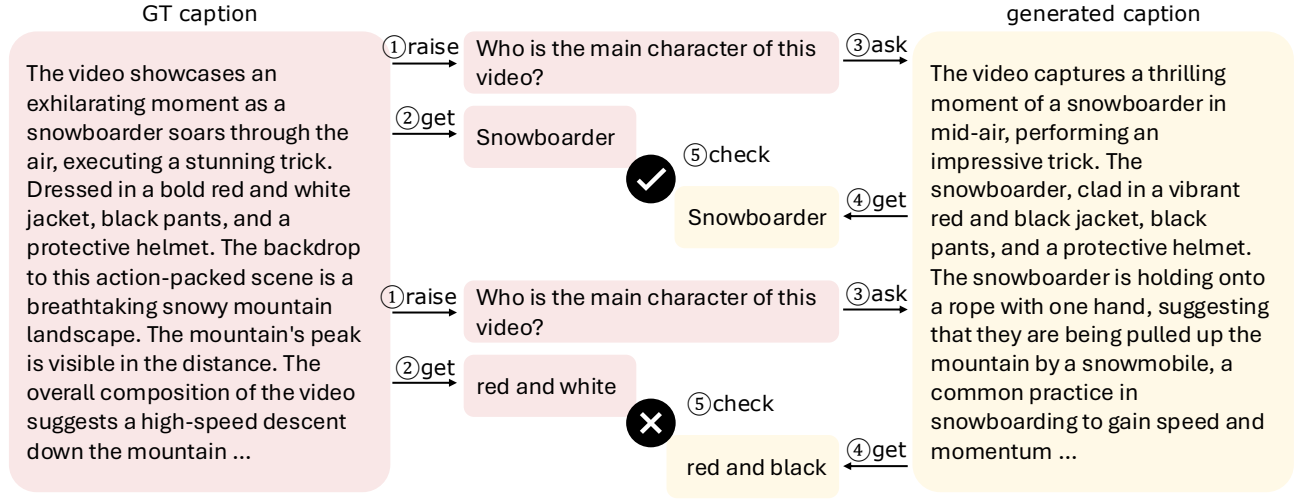 GT caption
The video showcases an
exhilarating moment as a
snowboarder soars through the
air, executing a stunning trick.
Dressed in a bold red and white
jacket, black pants, and a
protective helmet. The backdrop
to this action-packed scene is a
breathtaking snowy mountain
landscape. The mountain's peak
is visible in the distance. The
overall composition of the video
suggests a high-speed descent
down the mountain ...
①raise
Who is the main character of this
video?
③ask
②get
Snowboarder
⑤check
Snowboarder
④get
①raise
Who is the main character of this
video?
③ask
②get
red and white
⑤check
red and black
④get
generated caption
The video captures a thrilling
moment of a snowboarder in
mid-air, performing an
impressive trick. The
snowboarder, clad in a vibrant
red and black jacket, black
pants, and a protective helmet.
The snowboarder is holding onto
a rope with one hand, suggesting
that they are being pulled up the
mountain by a snowmobile, a
common practice in
snowboarding to gain speed and
momentum ...